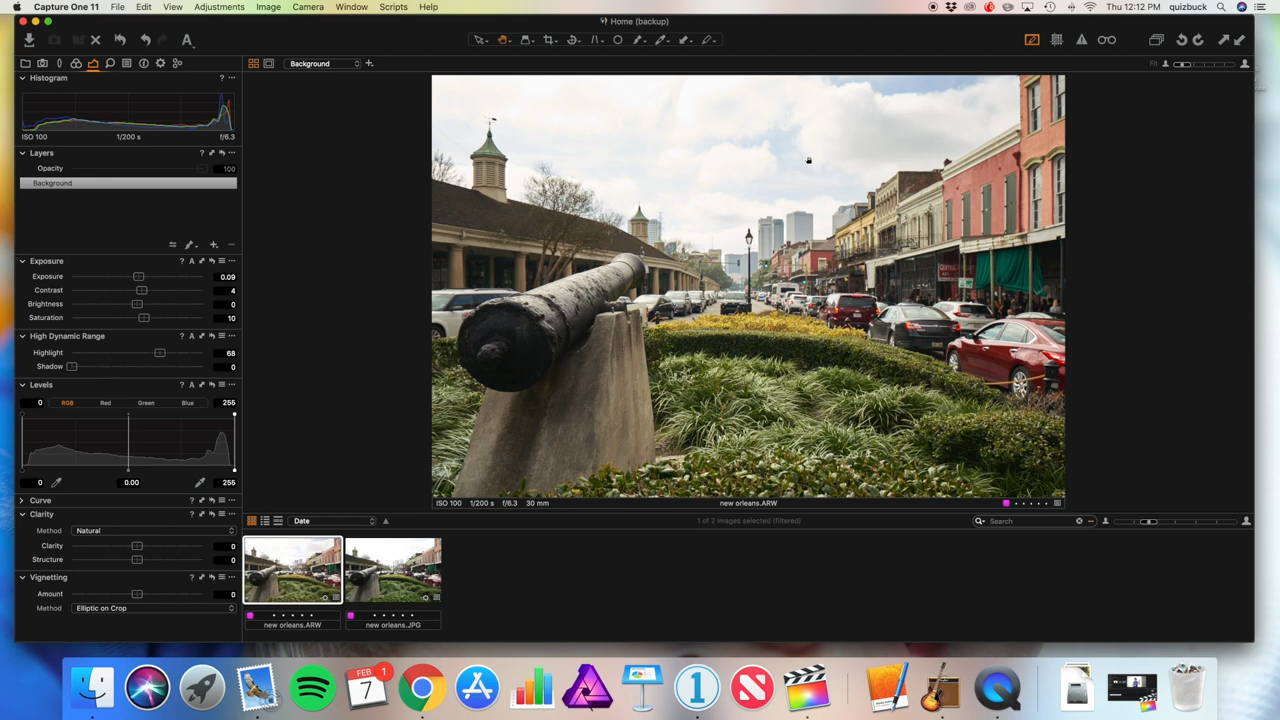 Capture One 11 File Edit View Adjustments Image Camera Window Scripts Help Thu 12:12 PM quizbuck
Home (backup)
Background
Fit
Histogram
ISO 100 1/200 s f/6.3
Layers
Opacity 100
Background
Exposure
Exposure 0.09
Contrast 4
Brightness 0
Saturation 10
High Dynamic Range
Highlight 68
Shadow 0
Levels
0 RGB Red Green Blue 255
0 0.00 255
Curve
Clarity
Method Natural
Clarity 0
Structure 0
Vignetting
Amount 0
Method Elliptic on Crop
ISO 100 1/200 s f/6.3 30 mm new orleans.ARW
Date 1 of 2 images selected (filtered) Search
new orleans.ARW new orleans.JPG
FEB
7
1
1